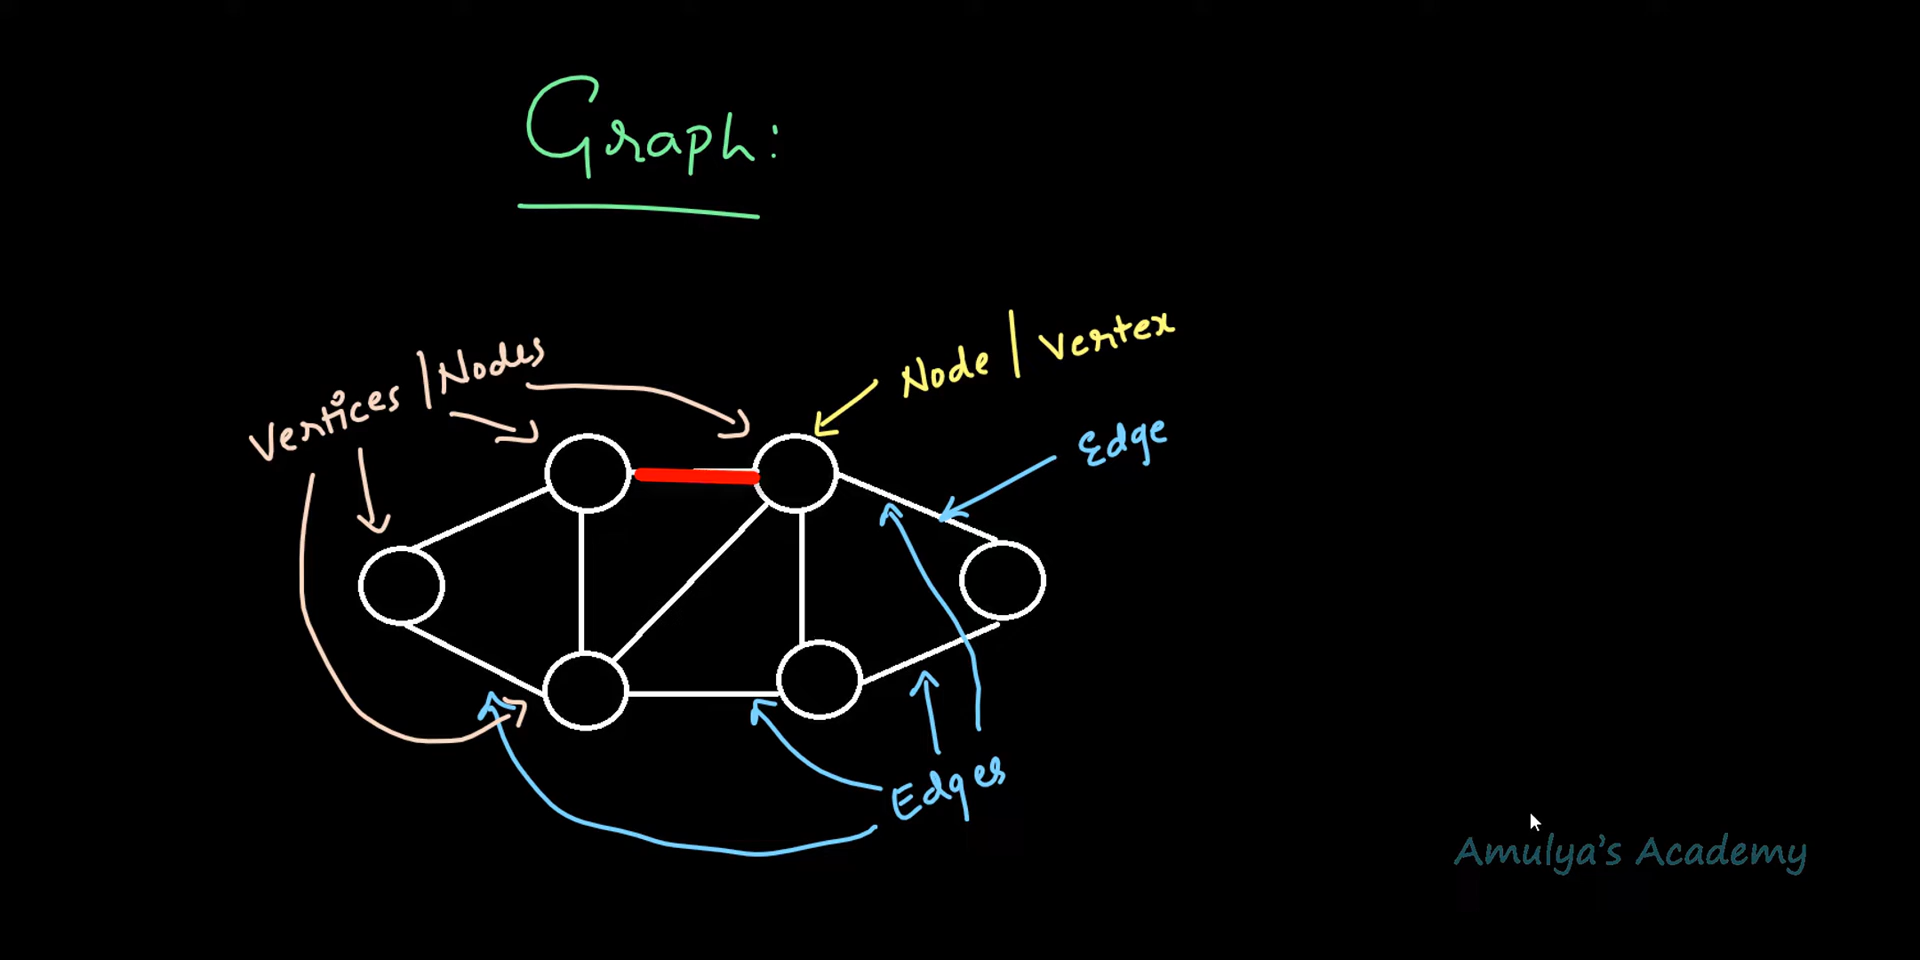 Graph:
Vertices | Nodes
Node | Vertex
Edge
Edges
Amulya's Academy